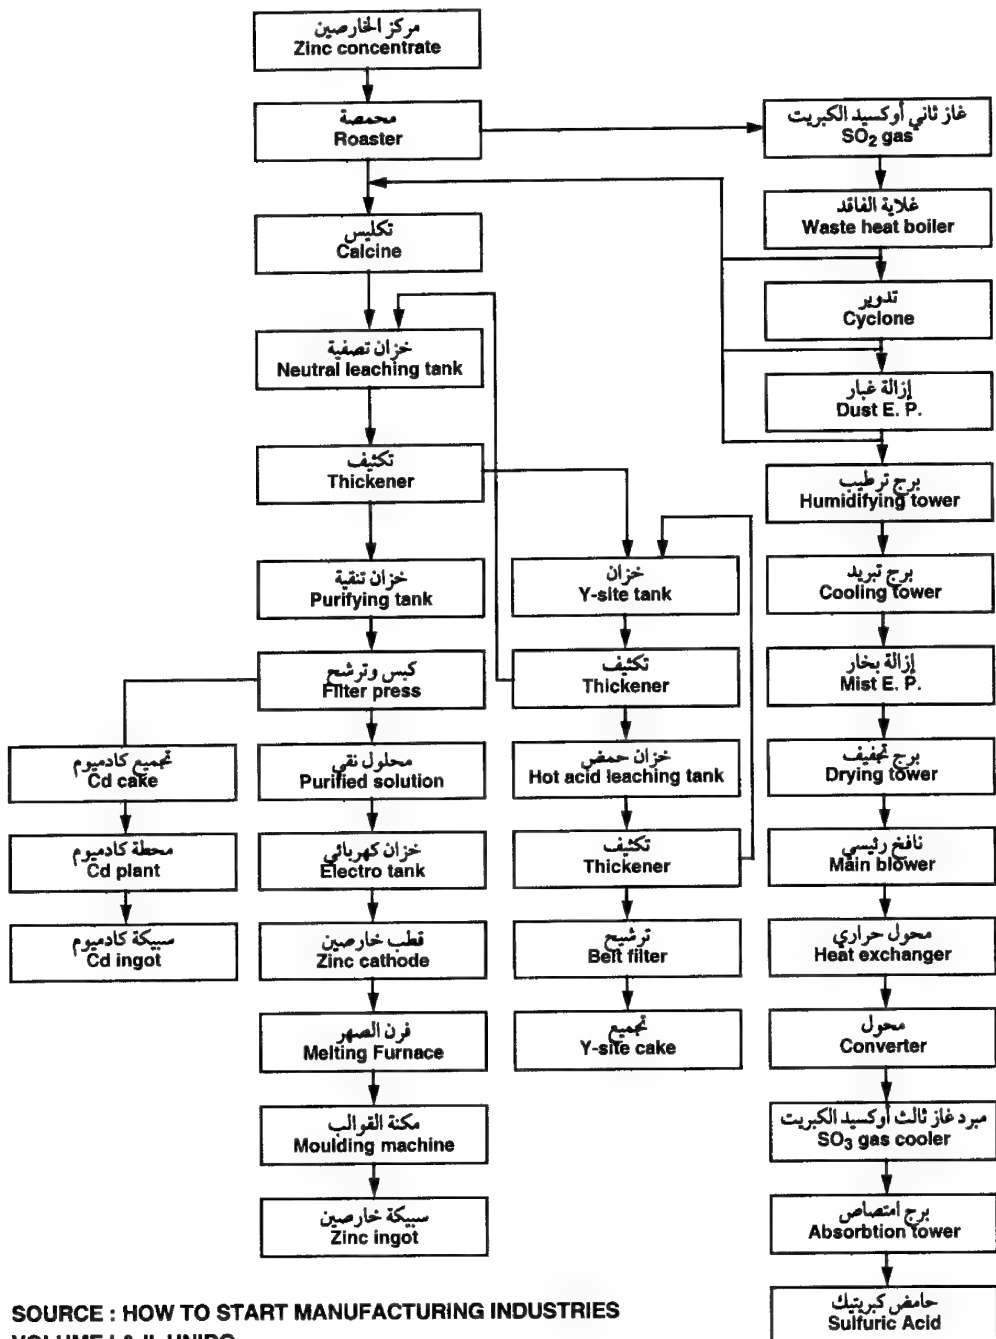 مركز الخارصين
Zinc concentrate
محمصة
Roaster
تكليس
Calcine
خزان تصفية
Neutral leaching tank
تكثيف
Thickener
خزان تنقية
Purifying tank
كبس وترشح
Filter press
محلول نقي
Purified solution
خزان كهربائي
Electro tank
قطب خارصين
Zinc cathode
فرن الصهر
Melting Furnace
مكنة القوالب
Moulding machine
سبيكة خارصين
Zinc ingot
تجميع كادميوم
Cd cake
محطة كادميوم
Cd plant
سبيكة كادميوم
Cd ingot
خزان
Y-site tank
تكثيف
Thickener
خزان حمض
Hot acid leaching tank
تكثيف
Thickener
ترشيح
Belt filter
تجميع
Y-site cake
غاز ثاني أوكسيد الكبريت
SO₂ gas
غلاية الفاقد
Waste heat boiler
تدوير
Cyclone
إزالة غبار
Dust E. P.
برج ترطيب
Humidifying tower
برج تبريد
Cooling tower
إزالة بخار
Mist E. P.
برج تجفيف
Drying tower
نافخ رئيسي
Main blower
محول حراري
Heat exchanger
محول
Converter
مبرد غاز ثالث أوكسيد الكبريت
SO₃ gas cooler
برج امتصاص
Absorbtion tower
حامض كبريتيك
Sulfuric Acid
SOURCE : HOW TO START MANUFACTURING INDUSTRIES
VOLUME I & II, UNIDO